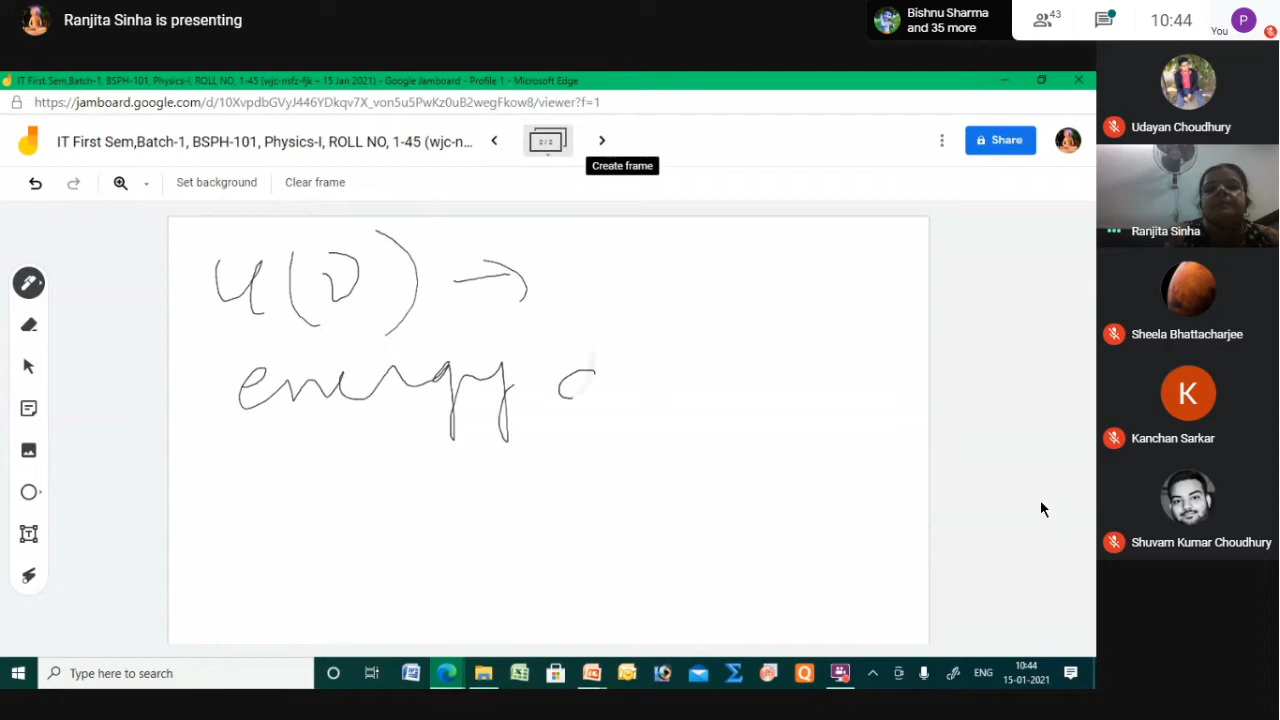 Ranjita Sinha is presenting
Bishnu Sharma
and 35 more
43
10:44
You
P
IT First Sem,Batch-1, BSPH-101, Physics-I, ROLL NO, 1-45 (wjc-nsfz-fjk ~ 15 Jan 2021) - Google Jamboard - Profile 1 - Microsoft Edge
https://jamboard.google.com/d/10XvpdbGVyJ446YDkqv7X_von5u5PwKz0uB2wegFkow8/viewer?f=1
IT First Sem,Batch-1, BSPH-101, Physics-I, ROLL NO, 1-45 (wjc-n...
2/2
Share
Create frame
Set background
Clear frame
u(ν) →
energy
Udayan Choudhury
Ranjita Sinha
Sheela Bhattacharjee
K
Kanchan Sarkar
Shuvam Kumar Choudhury
Type here to search
ENG
10:44
15-01-2021